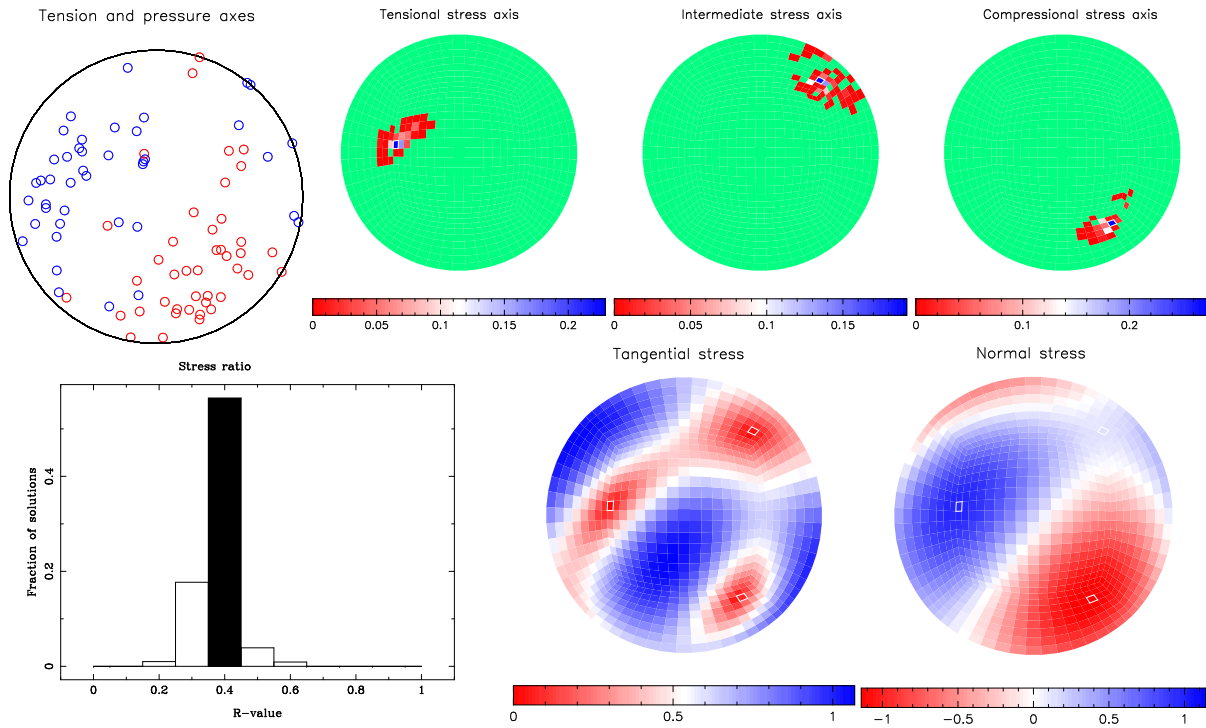 Tension and pressure axes
Tensional stress axis
Intermediate stress axis
Compressional stress axis
0 0.05 0.1 0.15 0.2
0 0.05 0.1 0.15
0 0.1 0.2
Stress ratio
Tangential stress
Normal stress
Fraction of solutions
0.4
0.2
0
0 0.2 0.4 0.6 0.8 1
R-value
0 0.5 1
−1 −0.5 0 0.5 1